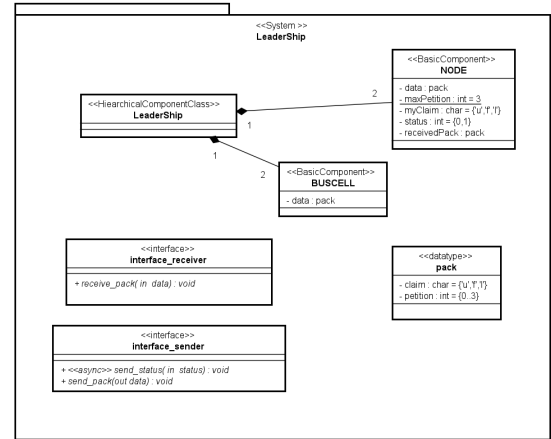 <<System >>
LeaderShip
<<BasicComponent>>
NODE
- data : pack
- maxPetition : int = 3
- myClaim : char = {'u','f','l'}
- status : int = {0,1}
- receivedPack : pack
<<HiearchicalComponentClass>>
LeaderShip
2
1
1
2
<<BasicComponent>>
BUSCELL
- data : pack
<<interface>>
interface_receiver
+ receive_pack( in data) : void
<<datatype>>
pack
- claim : char = {'u','f','l'}
- petition : int = {0..3}
<<interface>>
interface_sender
+ <<async>> send_status( in status) : void
+ send_pack(out data) : void